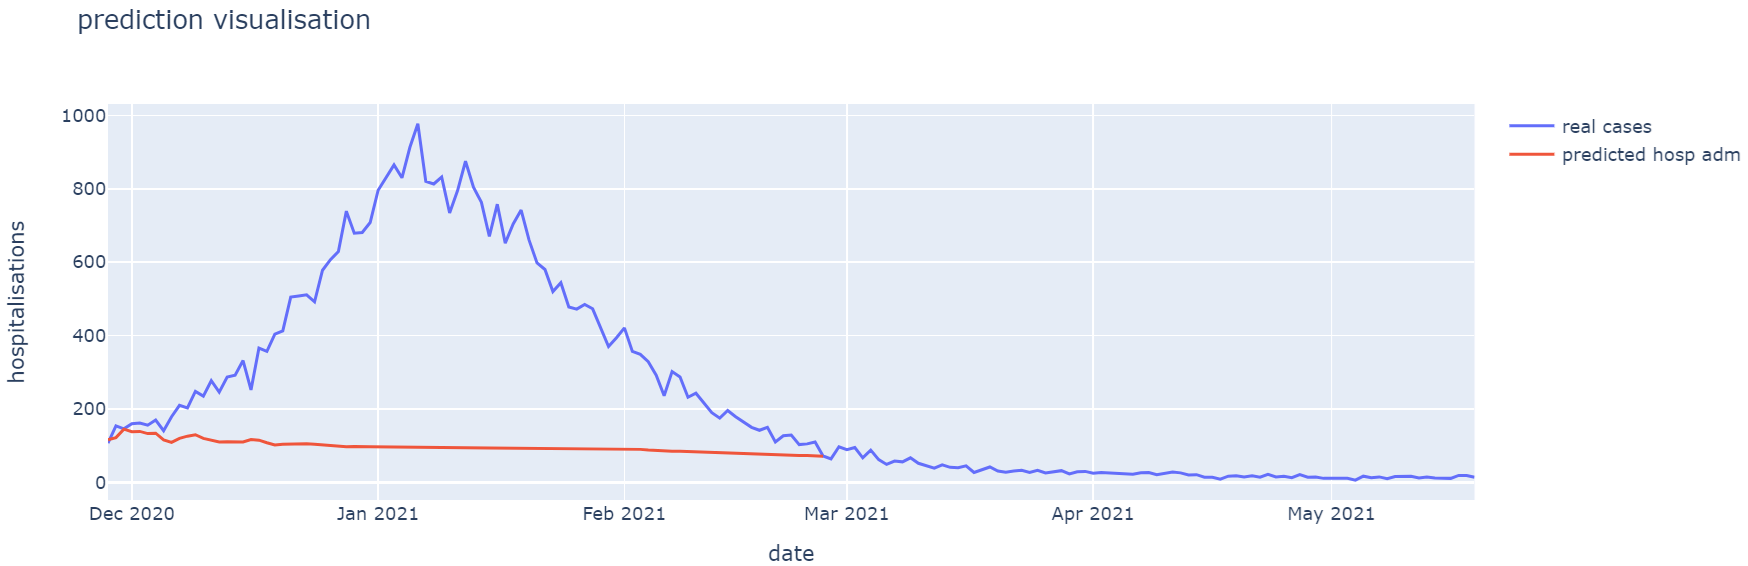 prediction visualisation
1000
800
600
400
200
0
hospitalisations
Dec 2020
Jan 2021
Feb 2021
Mar 2021
Apr 2021
May 2021
date
real cases
predicted hosp adm